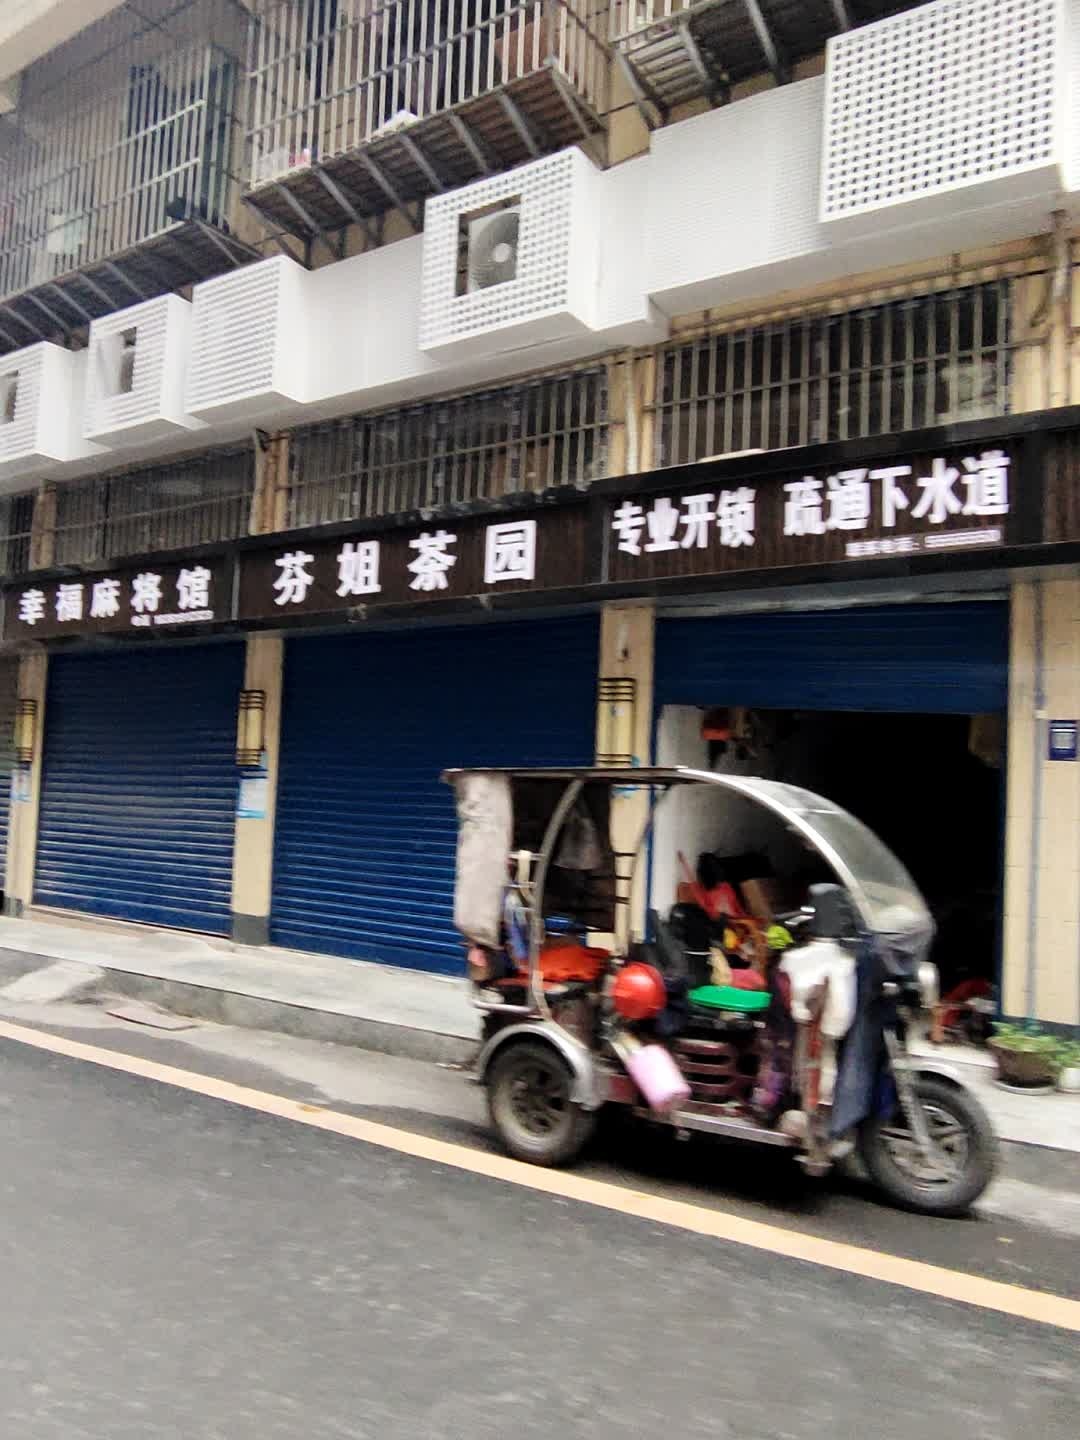 幸福麻将馆
芬姐茶园
专业开锁 疏通下水道